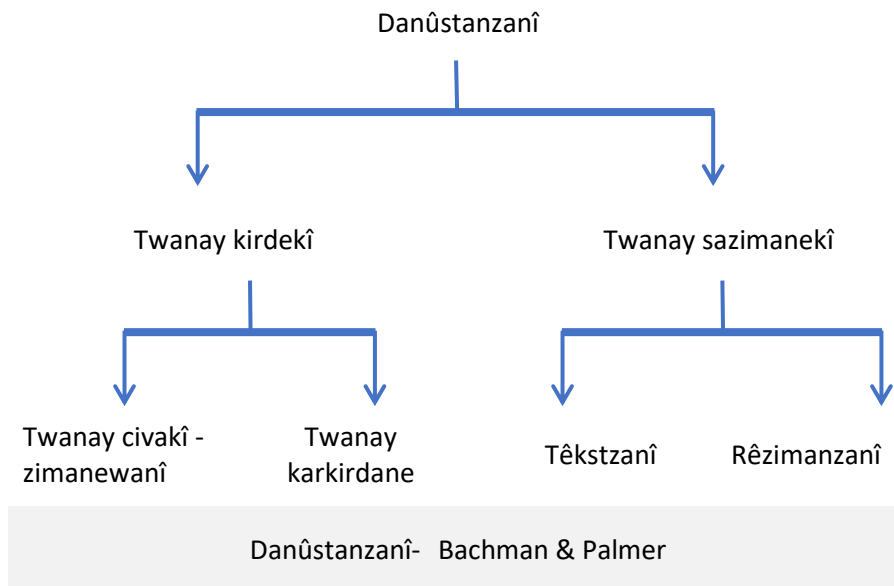 Danûstanzanî
Twanay kirdekî
Twanay sazimanekî
Twanay civakî -
zimanewanî
Twanay
karkirdane
Têkstzanî
Rêzimanzanî
Danûstanzanî- Bachman & Palmer